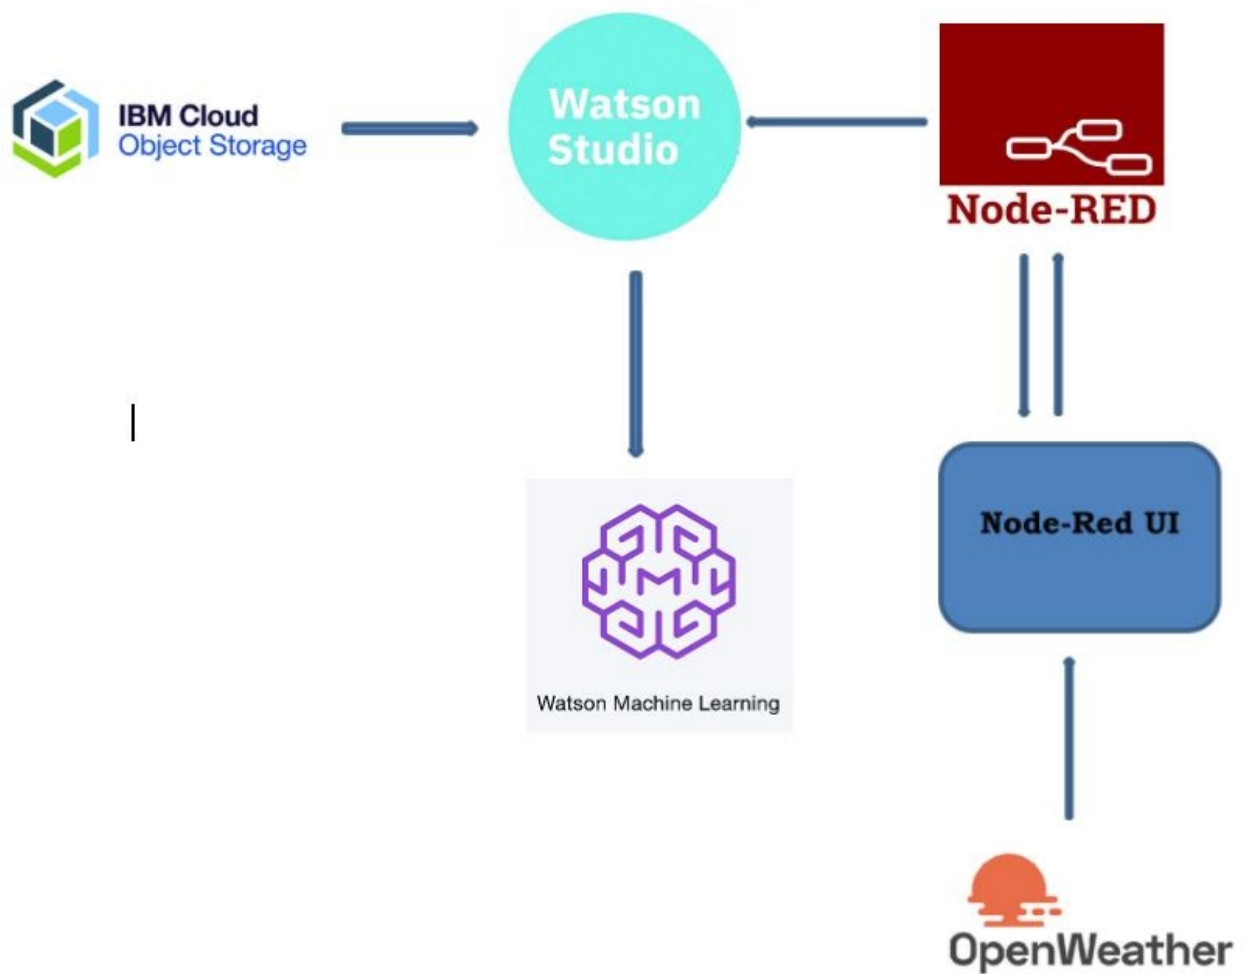 IBM Cloud
Object Storage
Watson
Studio
Node-RED
Node-Red UI
Watson Machine Learning
OpenWeather